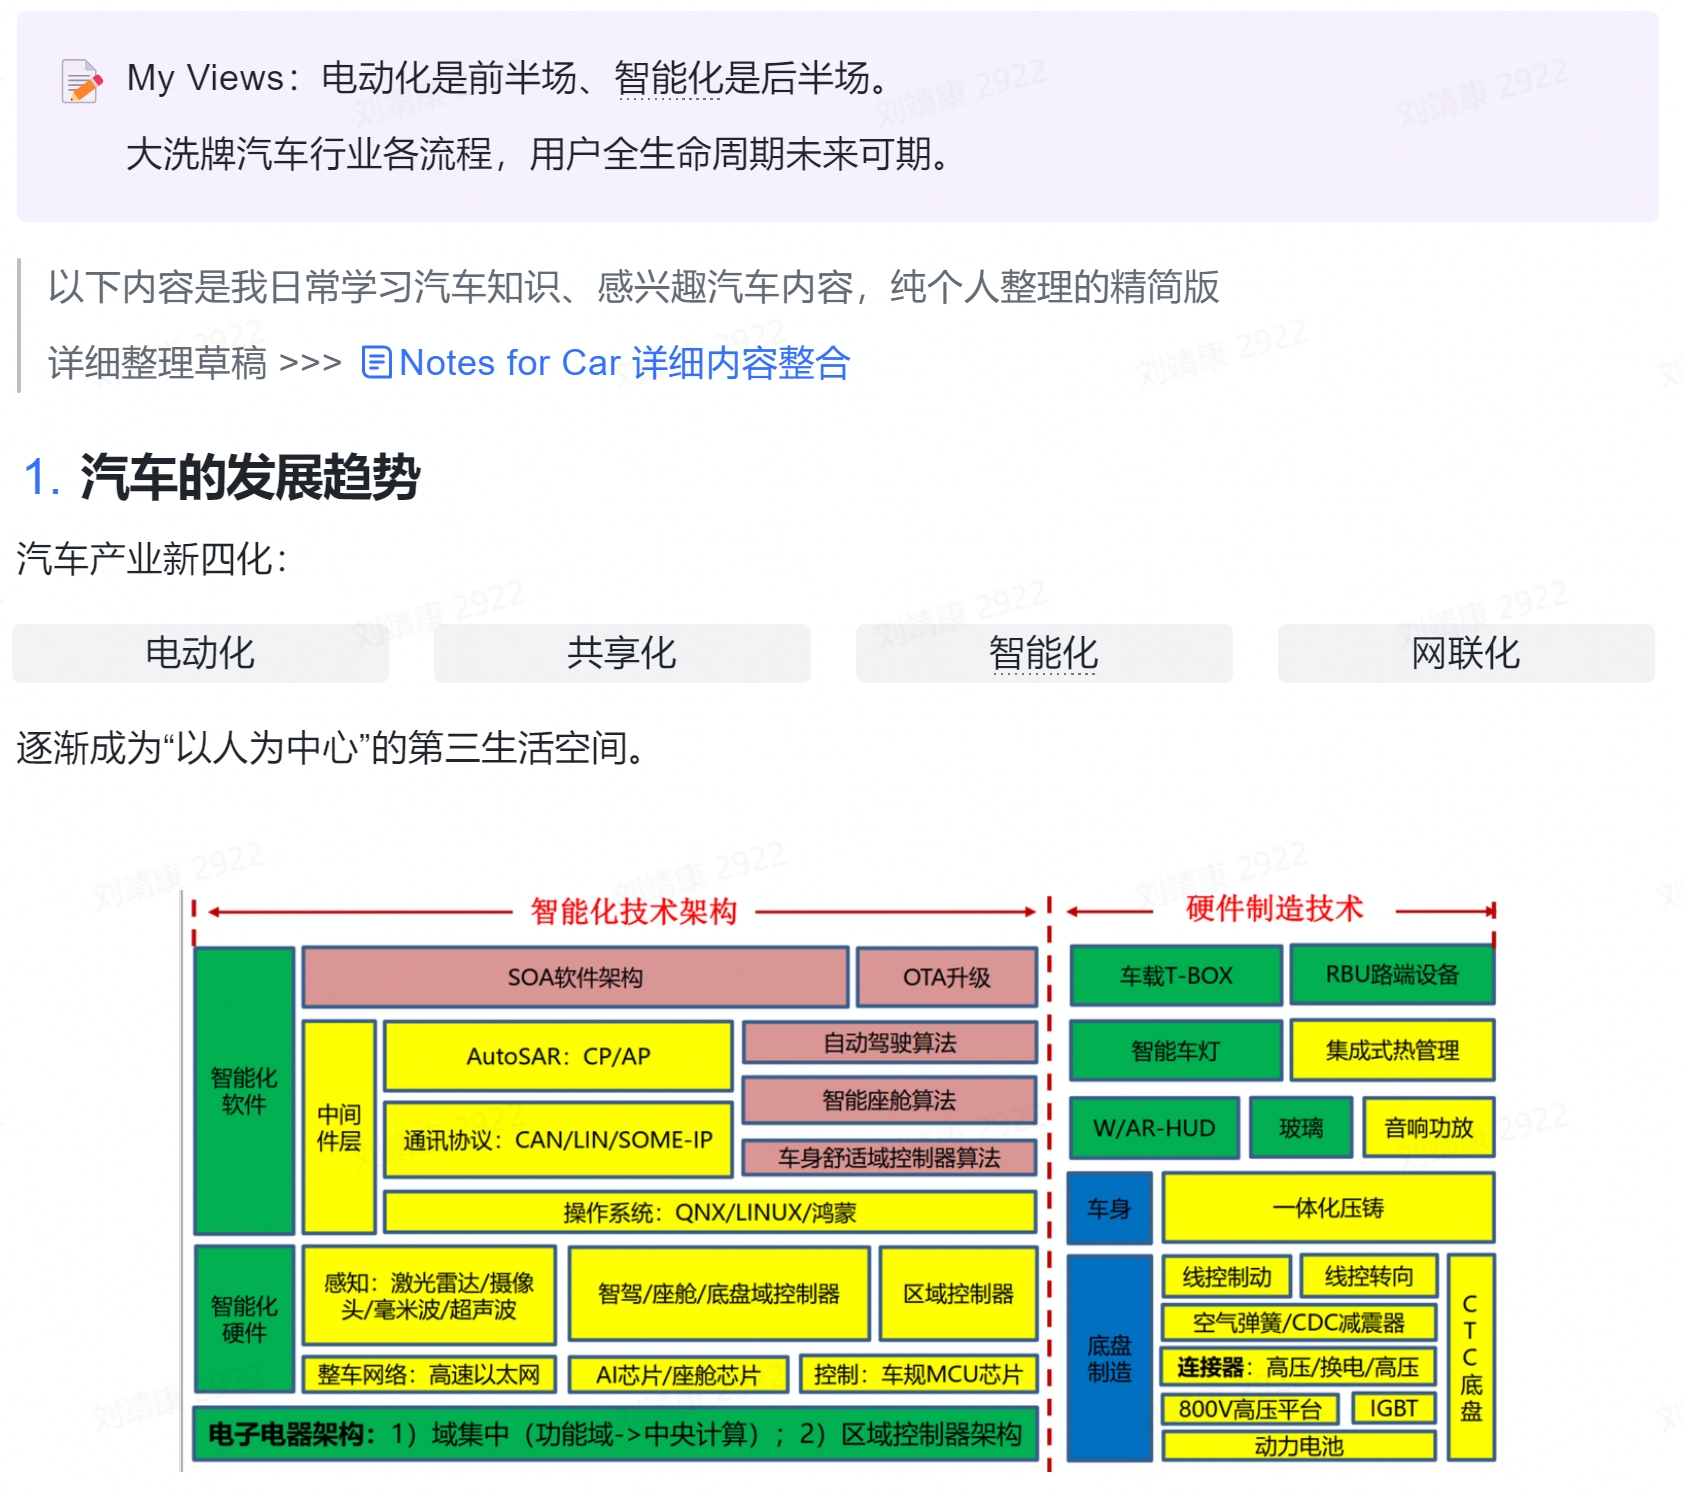 My Views：电动化是前半场、智能化是后半场。
大洗牌汽车行业各流程，用户全生命周期未来可期。
以下内容是我日常学习汽车知识、感兴趣汽车内容，纯个人整理的精简版
详细整理草稿 >>> Notes for Car 详细内容整合
1. 汽车的发展趋势
汽车产业新四化：
电动化
共享化
智能化
网联化
逐渐成为“以人为中心”的第三生活空间。
智能化技术架构
智能化
软件
SOA软件架构
OTA升级
中间
件层
AutoSAR：CP/AP
自动驾驶算法
智能座舱算法
通讯协议：CAN/LIN/SOME-IP
车身舒适域控制器算法
操作系统：QNX/LINUX/鸿蒙
智能化
硬件
感知：激光雷达/摄像
头/毫米波/超声波
智驾/座舱/底盘域控制器
区域控制器
整车网络：高速以太网
AI芯片/座舱芯片
控制：车规MCU芯片
电子电器架构：1）域集中（功能域->中央计算）；2）区域控制器架构
硬件制造技术
车载T-BOX
RBU路端设备
智能车灯
集成式热管理
W/AR-HUD
玻璃
音响功放
车身
一体化压铸
底盘
制造
线控制动
线控转向
空气弹簧/CDC减震器
连接器：高压/换电/高压
800V高压平台
IGBT
动力电池
CTC底盘
刘靖康 2922